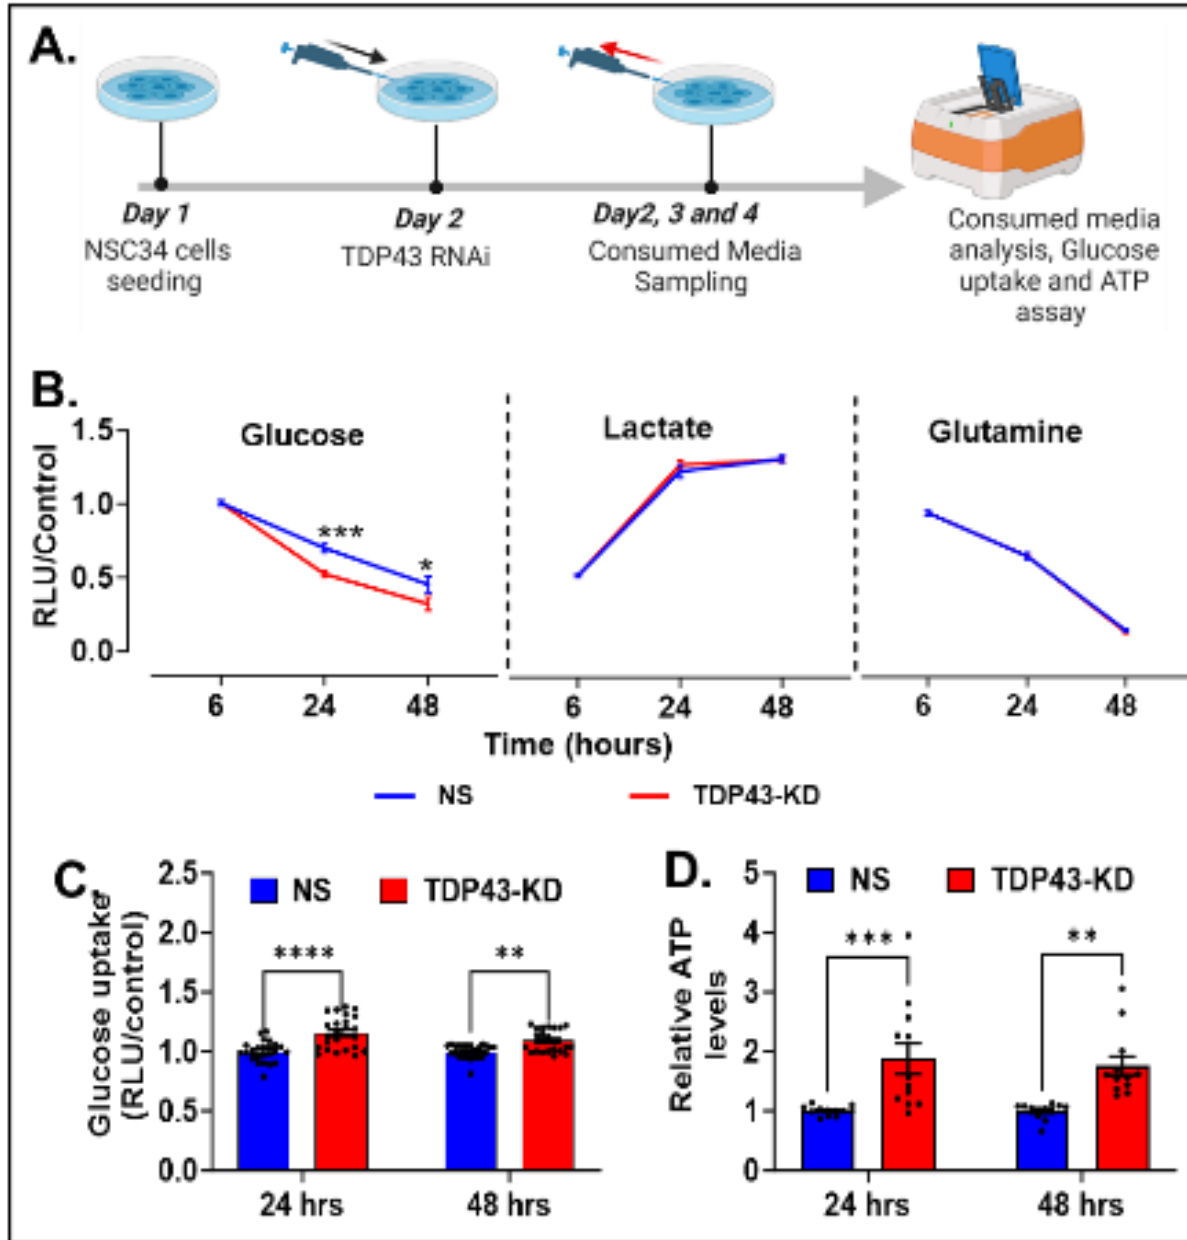 A.
Day 1
NSC34 cells
seeding
Day 2
TDP43 RNAi
Day2, 3 and 4
Consumed Media
Sampling
Consumed media
analysis, Glucose
uptake and ATP
assay
B.
RLU/Control
1.5
1.0
0.5
0.0
Glucose
***
*
6 24 48
Lactate
6 24 48
Glutamine
6 24 48
Time (hours)
NS TDP43-KD
C.
Glucose uptake
(RLLU/control)
2.5
2.0
1.5
1.0
0.5
0.0
NS TDP43-KD
**** **
24 hrs 48 hrs
D.
Relative ATP
levels
5
4
3
2
1
0
NS TDP43-KD
*** **
24 hrs 48 hrs